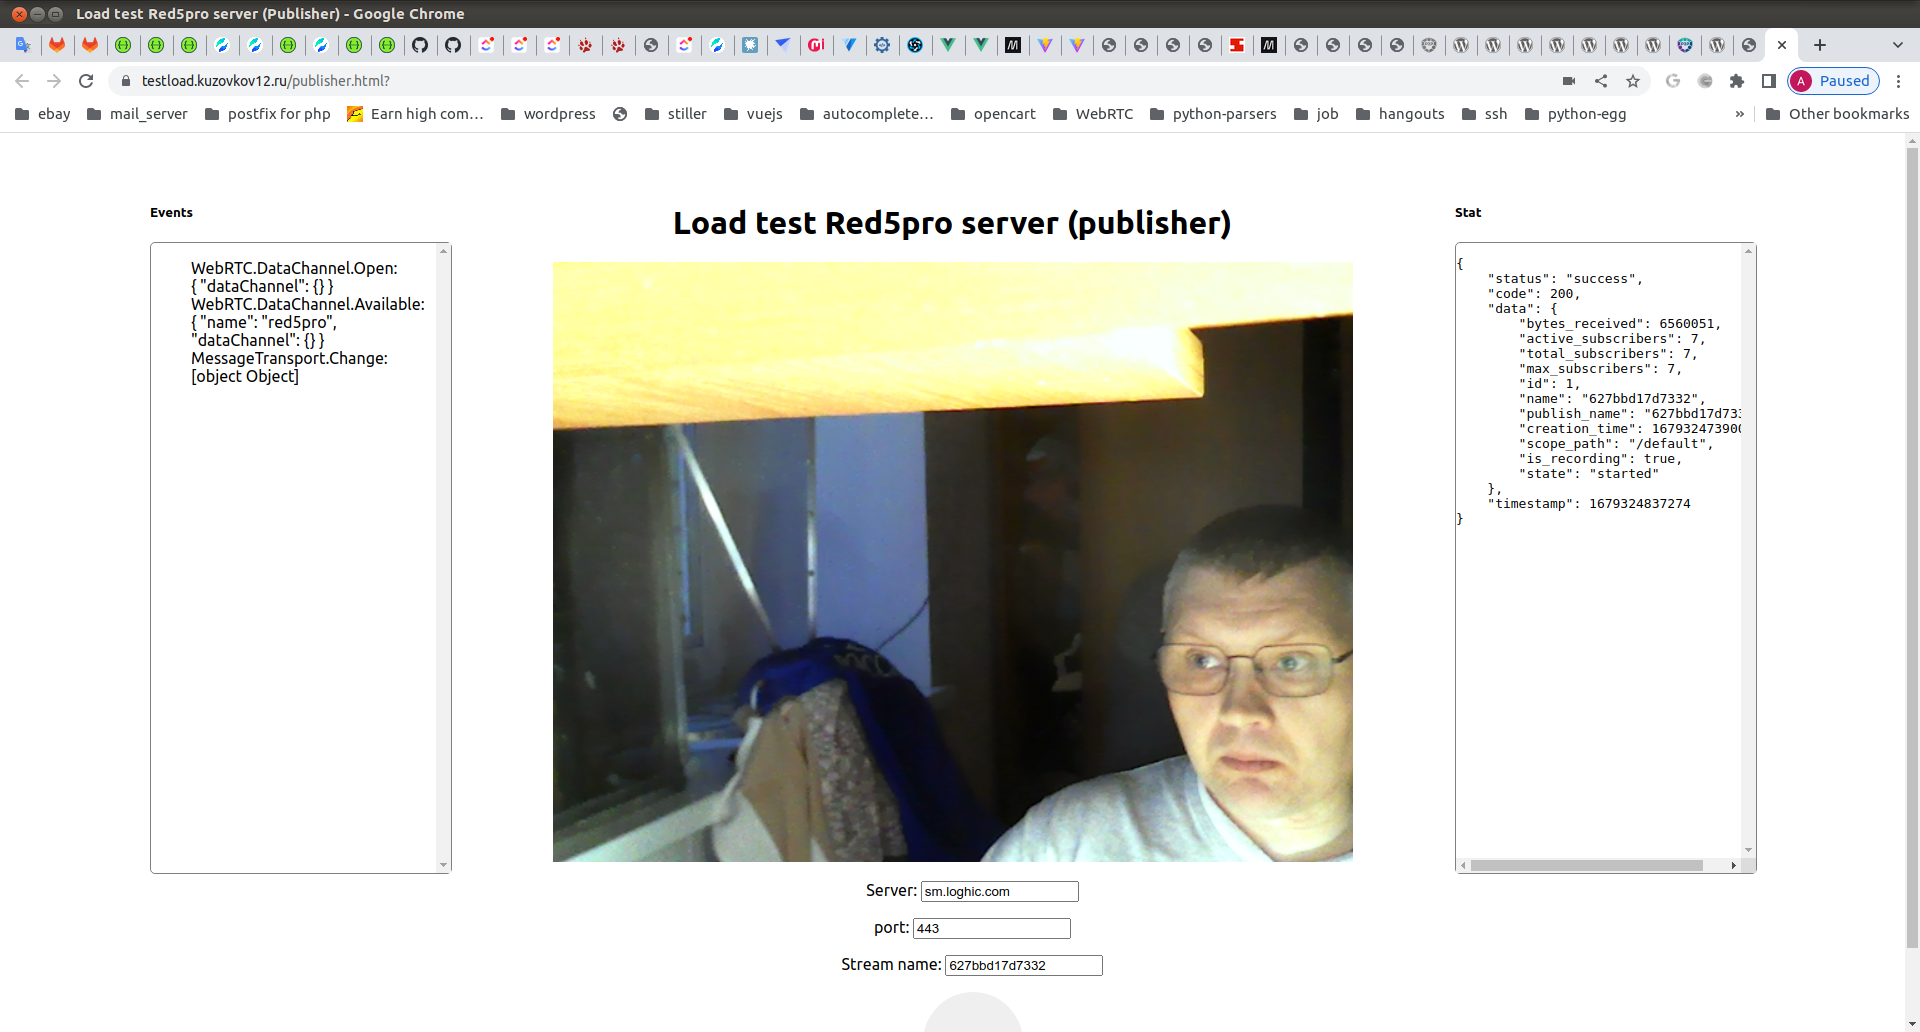 Load test Red5pro server (Publisher) - Google Chrome
testload.kuzovkov12.ru/publisher.html?
A Paused
ebay mail_server postfix for php Earn high com… wordpress stiller vuejs autocomplete… opencart WebRTC python-parsers job hangouts ssh python-egg » Other bookmarks
Events
WebRTC.DataChannel.Open:
{ "dataChannel": {} }
WebRTC.DataChannel.Available:
{ "name": "red5pro",
"dataChannel": {} }
MessageTransport.Change:
[object Object]
Load test Red5pro server (publisher)
Server: sm.loghic.com
port: 443
Stream name: 627bbd17d7332
Stat
{
"status": "success",
"code": 200,
"data": {
"bytes_received": 6560051,
"active_subscribers": 7,
"total_subscribers": 7,
"max_subscribers": 7,
"id": 1,
"name": "627bbd17d7332",
"publish_name": "627bbd17d733
"creation_time": 167932473900
"scope_path": "/default",
"is_recording": true,
"state": "started"
},
"timestamp": 1679324837274
}